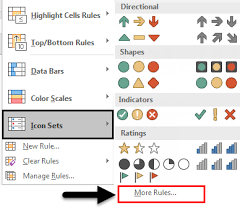 Highlight Cells Rules
Top/Bottom Rules
Data Bars
Color Scales
Icon Sets
New Rule...
Clear Rules
Manage Rules...
Directional
Shapes
Indicators
Ratings
More Rules...